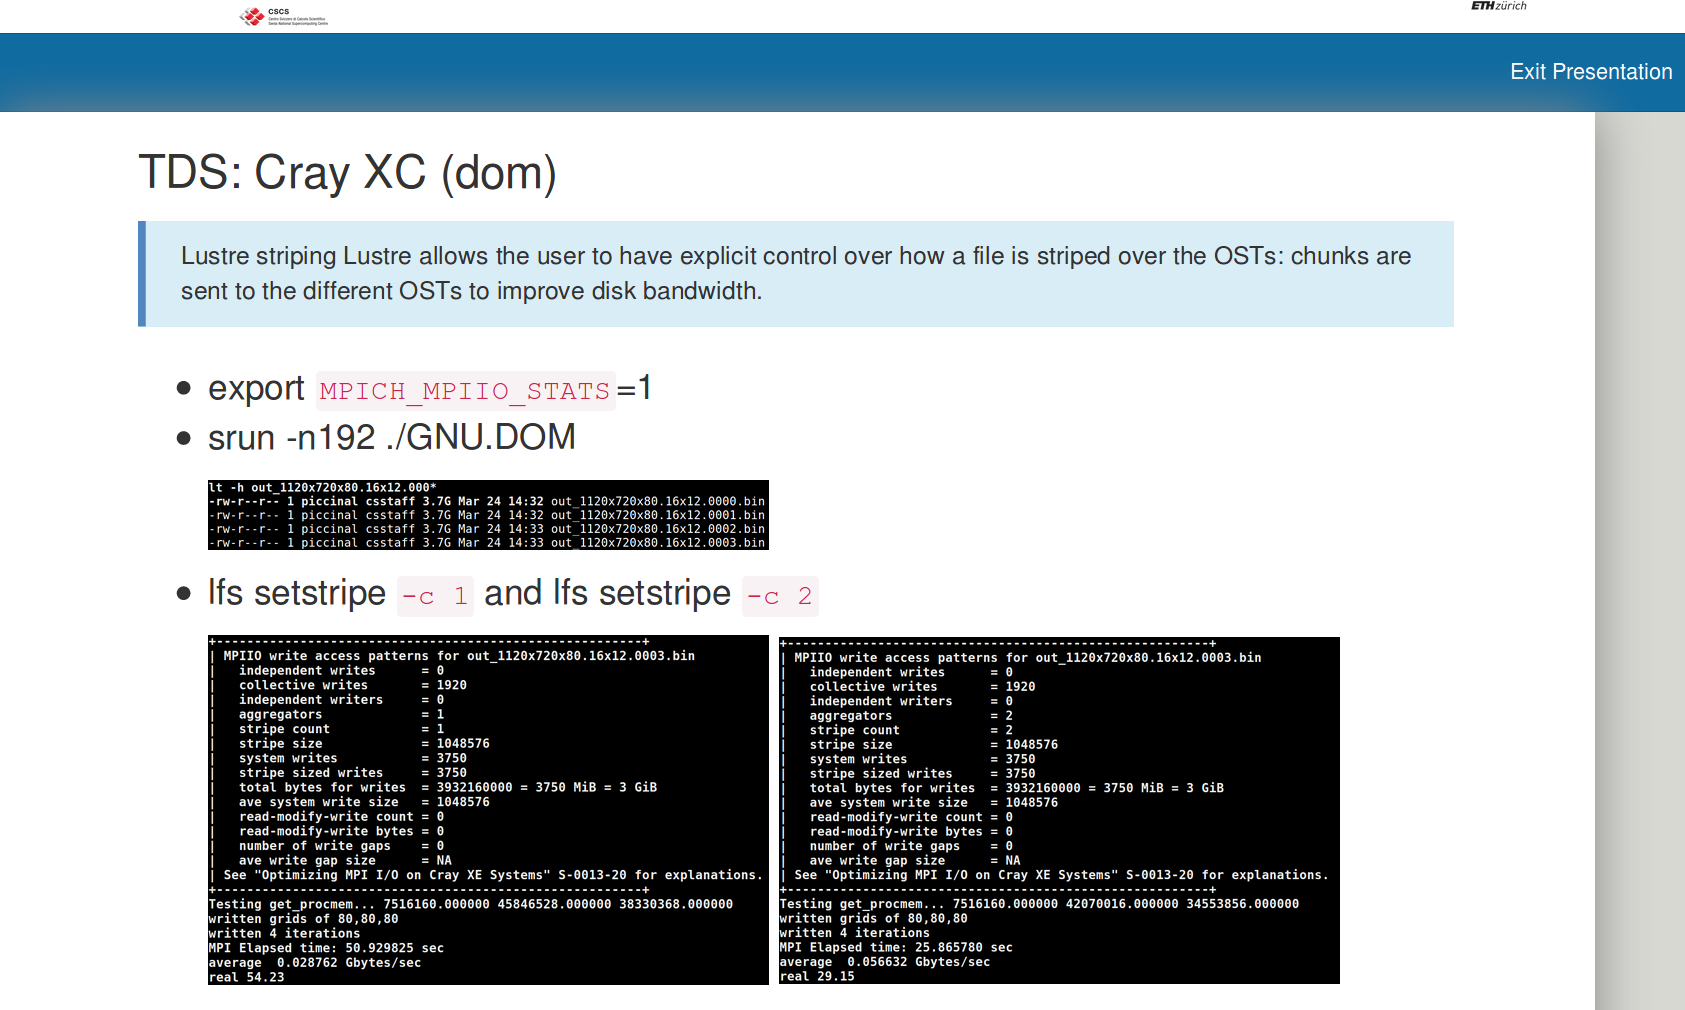 CSCS
Centro Svizzero di Calcolo Scientifico
Swiss National Supercomputing Centre
ETH zürich
Exit Presentation
TDS: Cray XC (dom)
Lustre striping Lustre allows the user to have explicit control over how a file is striped over the OSTs: chunks are
sent to the different OSTs to improve disk bandwidth.
• export MPICH_MPIIO_STATS=1
• srun -n192 ./GNU.DOM
lt -h out_1120x720x80.16x12.000*
-rw-r--r-- 1 piccinal csstaff 3.7G Mar 24 14:32 out_1120x720x80.16x12.0000.bin
-rw-r--r-- 1 piccinal csstaff 3.7G Mar 24 14:32 out_1120x720x80.16x12.0001.bin
-rw-r--r-- 1 piccinal csstaff 3.7G Mar 24 14:33 out_1120x720x80.16x12.0002.bin
-rw-r--r-- 1 piccinal csstaff 3.7G Mar 24 14:33 out_1120x720x80.16x12.0003.bin
• lfs setstripe -c 1 and lfs setstripe -c 2
+--------------------------------------------------------+
| MPIIO write access patterns for out_1120x720x80.16x12.0003.bin
|   independent writes      = 0
|   collective writes       = 1920
|   independent writers     = 0
|   aggregators             = 1
|   stripe count            = 1
|   stripe size             = 1048576
|   system writes           = 3750
|   stripe sized writes     = 3750
|   total bytes for writes  = 3932160000 = 3750 MiB = 3 GiB
|   ave system write size   = 1048576
|   read-modify-write count = 0
|   read-modify-write bytes = 0
|   number of write gaps    = 0
|   ave write gap size      = NA
| See "Optimizing MPI I/O on Cray XE Systems" S-0013-20 for explanations.
+--------------------------------------------------------+
Testing get_procmem... 7516160.000000 45846528.000000 38330368.000000
written grids of 80,80,80
written 4 iterations
MPI Elapsed time: 50.929825 sec
average  0.028762 Gbytes/sec
real 54.23
+--------------------------------------------------------+
| MPIIO write access patterns for out_1120x720x80.16x12.0003.bin
|   independent writes      = 0
|   collective writes       = 1920
|   independent writers     = 0
|   aggregators             = 2
|   stripe count            = 2
|   stripe size             = 1048576
|   system writes           = 3750
|   stripe sized writes     = 3750
|   total bytes for writes  = 3932160000 = 3750 MiB = 3 GiB
|   ave system write size   = 1048576
|   read-modify-write count = 0
|   read-modify-write bytes = 0
|   number of write gaps    = 0
|   ave write gap size      = NA
| See "Optimizing MPI I/O on Cray XE Systems" S-0013-20 for explanations.
+--------------------------------------------------------+
Testing get_procmem... 7516160.000000 42070016.000000 34553856.000000
written grids of 80,80,80
written 4 iterations
MPI Elapsed time: 25.865780 sec
average  0.056632 Gbytes/sec
real 29.15